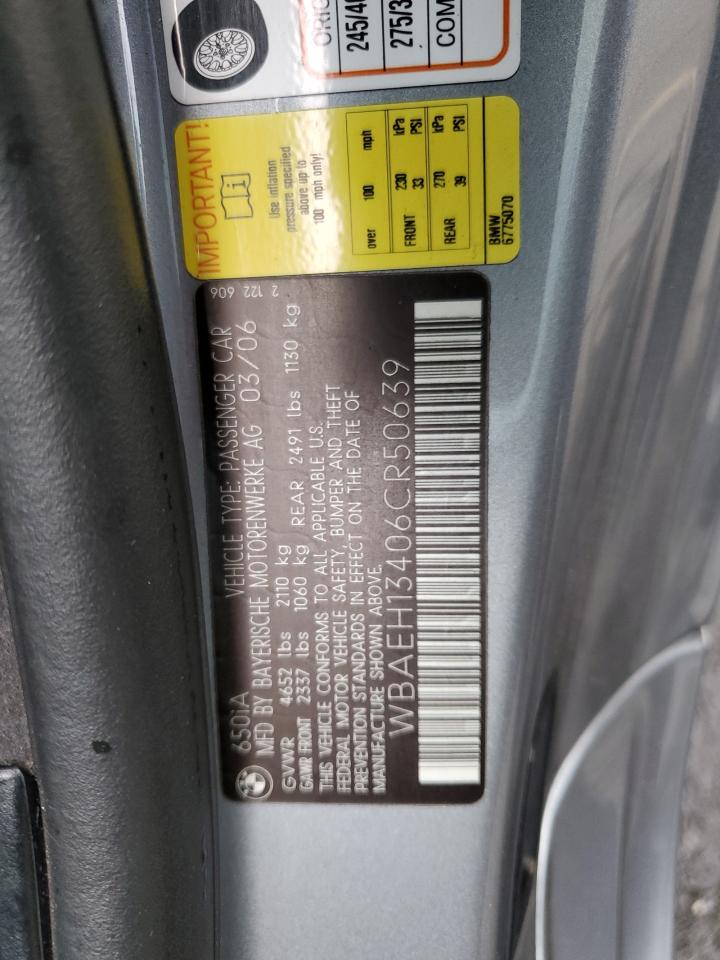 650iA
VEHICLE TYPE: PASSENGER CAR
2 122 606
MFD BY BAYERISCHE MOTORENWERKE AG 03/06
GVWR 4652 lbs 2110 kg
GAWR FRONT 2337 lbs 1060 kg REAR 2491 lbs 1130 kg
THIS VEHICLE CONFORMS TO ALL APPLICABLE U.S.
FEDERAL MOTOR VEHICLE SAFETY, BUMPER AND THEFT
PREVENTION STANDARDS IN EFFECT ON THE DATE OF
MANUFACTURE SHOWN ABOVE.
WBAEH13406CR50639
IMPORTANT!
Use inflation
pressure specified
above up to
100 mph only!
over 100 mph
FRONT 230 kPa
33 PSI
REAR 270 kPa
39 PSI
BMW
6775070
245/40
275/3